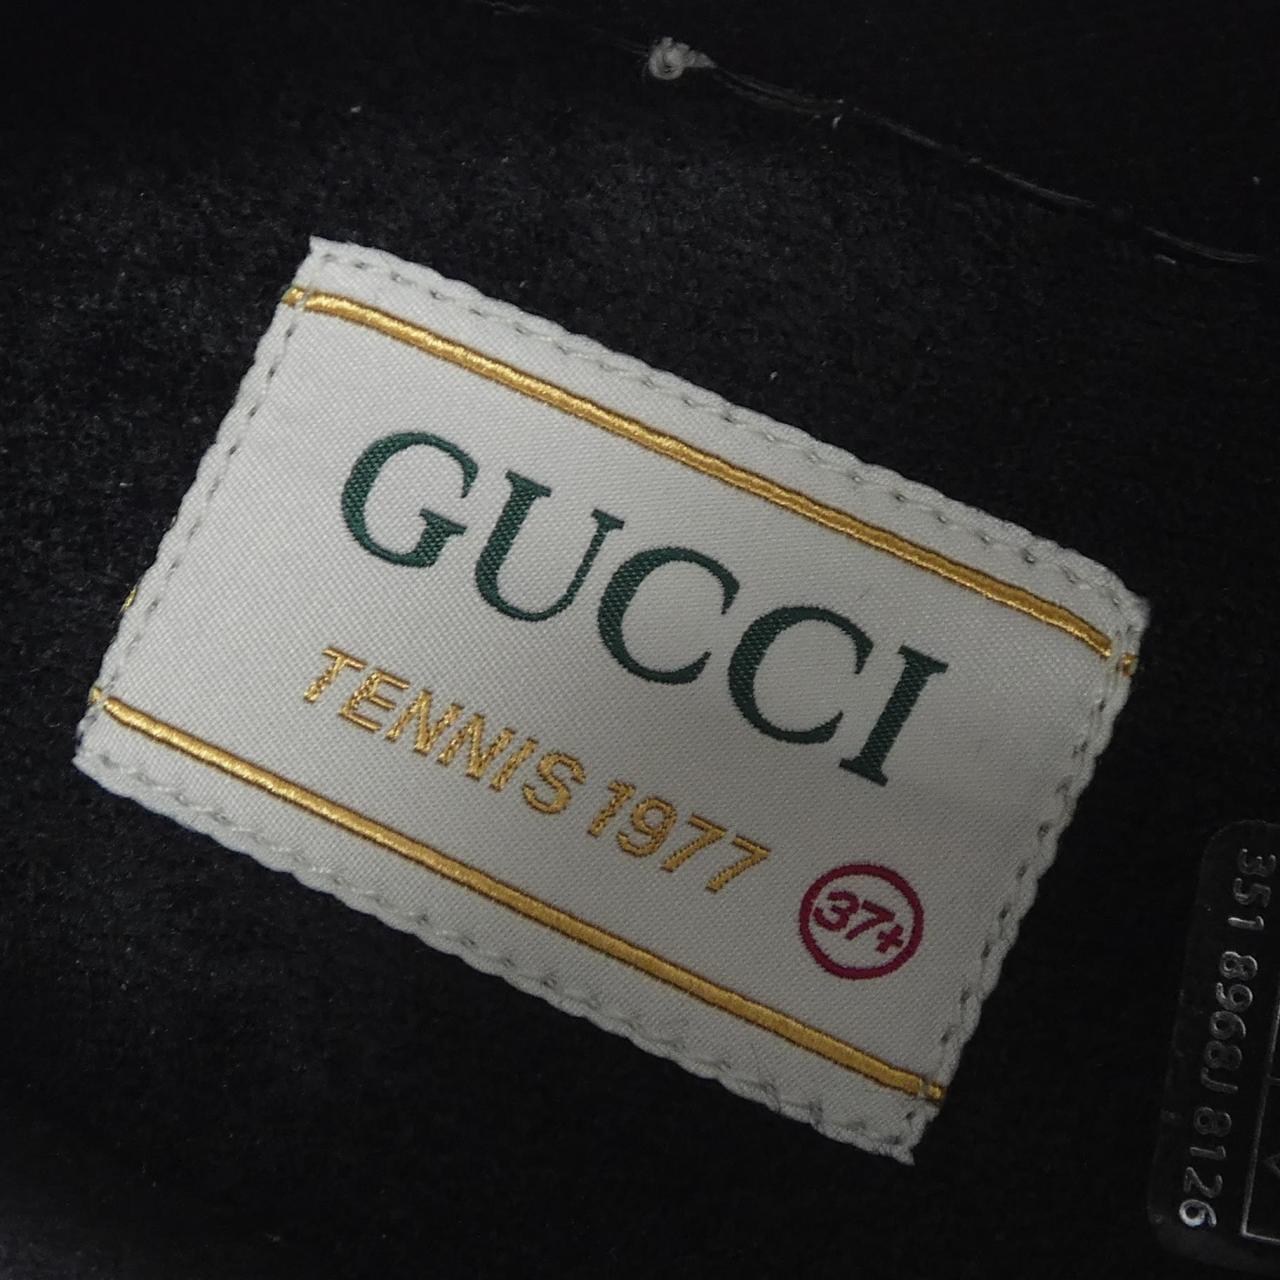 GUCCI
TENNIS 1977
37+
351 8968J 8126